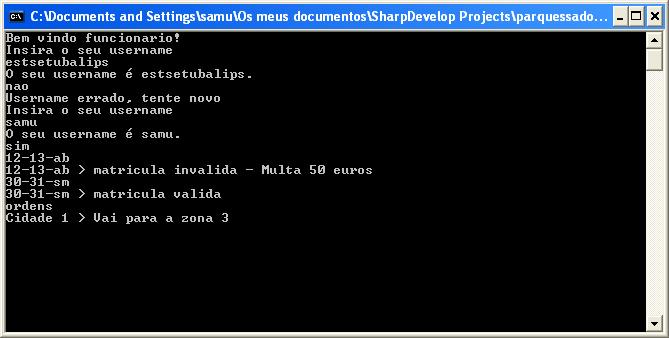 C:\Documents and Settings\samu\Os meus documentos\SharpDevelop Projects\parquessado...
Bem vindo funcionario!
Insira o seu username
estsetubalips
O seu username é estsetubalips.
nao
Username errado, tente novo
Insira o seu username
samu
O seu username é samu.
sim
12-13-ab
12-13-ab > matricula invalida - Multa 50 euros
30-31-sm
30-31-sm > matricula valida
ordens
Cidade 1 > Vai para a zona 3